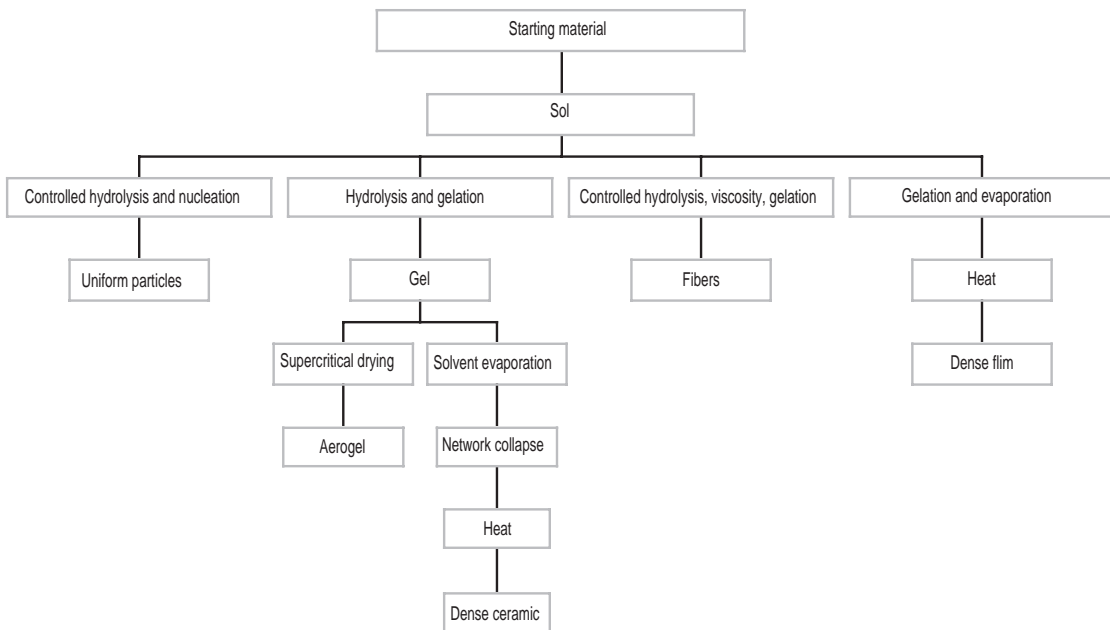 Starting material
Sol
Controlled hydrolysis and nucleation
Hydrolysis and gelation
Controlled hydrolysis, viscosity, gelation
Gelation and evaporation
Uniform particles
Gel
Fibers
Heat
Supercritical drying
Solvent evaporation
Dense flim
Aerogel
Network collapse
Heat
Dense ceramic